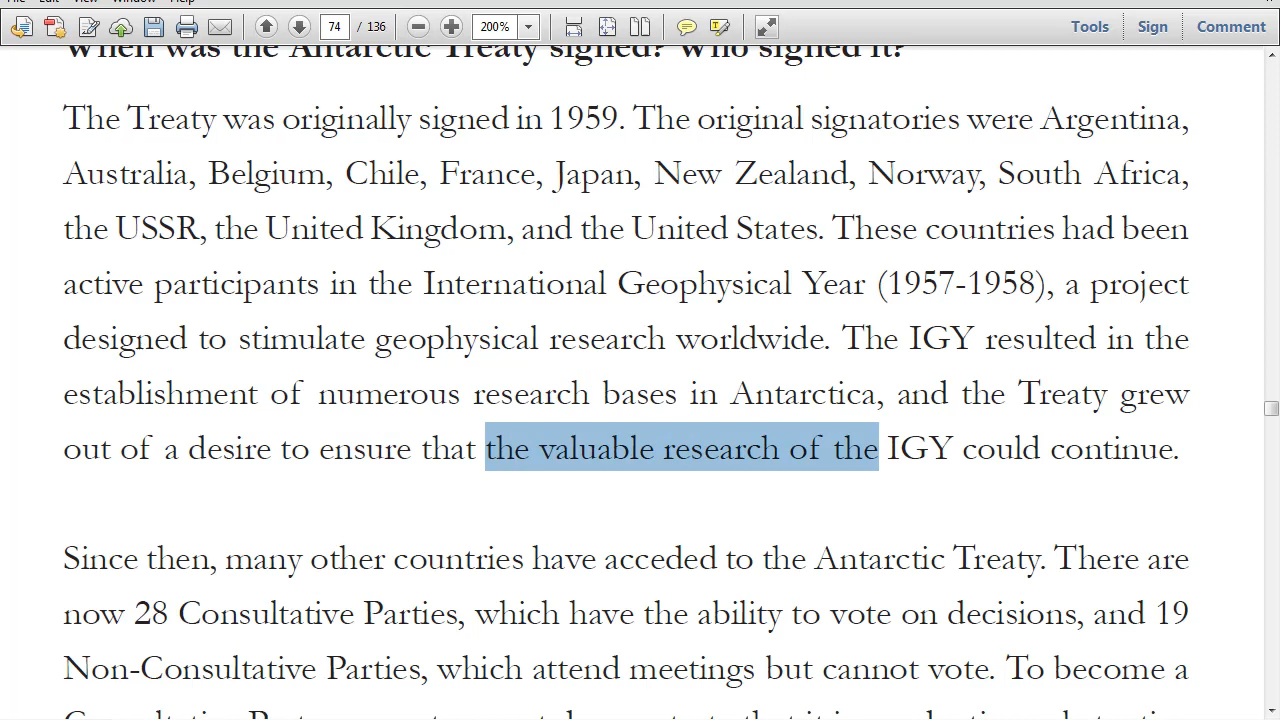 File Edit View Window Help
74 / 136 200% Tools Sign Comment
When was the Antarctic Treaty signed? Who signed it?
The Treaty was originally signed in 1959. The original signatories were Argentina,
Australia, Belgium, Chile, France, Japan, New Zealand, Norway, South Africa,
the USSR, the United Kingdom, and the United States. These countries had been
active participants in the International Geophysical Year (1957-1958), a project
designed to stimulate geophysical research worldwide. The IGY resulted in the
establishment of numerous research bases in Antarctica, and the Treaty grew
out of a desire to ensure that the valuable research of the IGY could continue.
Since then, many other countries have acceded to the Antarctic Treaty. There are
now 28 Consultative Parties, which have the ability to vote on decisions, and 19
Non-Consultative Parties, which attend meetings but cannot vote. To become a